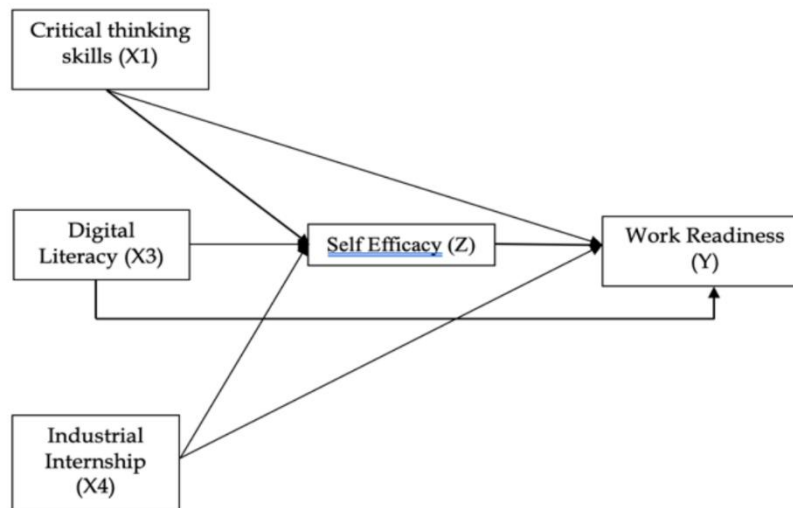 Critical thinking
skills (X1)
Digital
Literacy (X3)
Self Efficacy (Z)
Work Readiness
(Y)
Industrial
Internship
(X4)